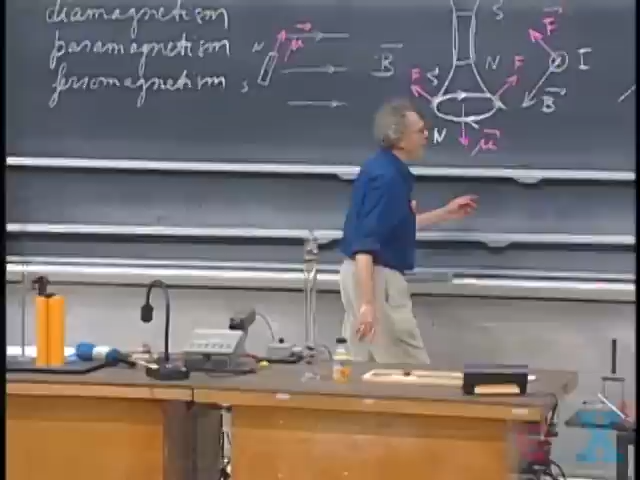 diamagnetism
paramagnetism
ferromagnetism
N
S
μ
B
S
N
F
S
F
N
μ
F
I
B
X